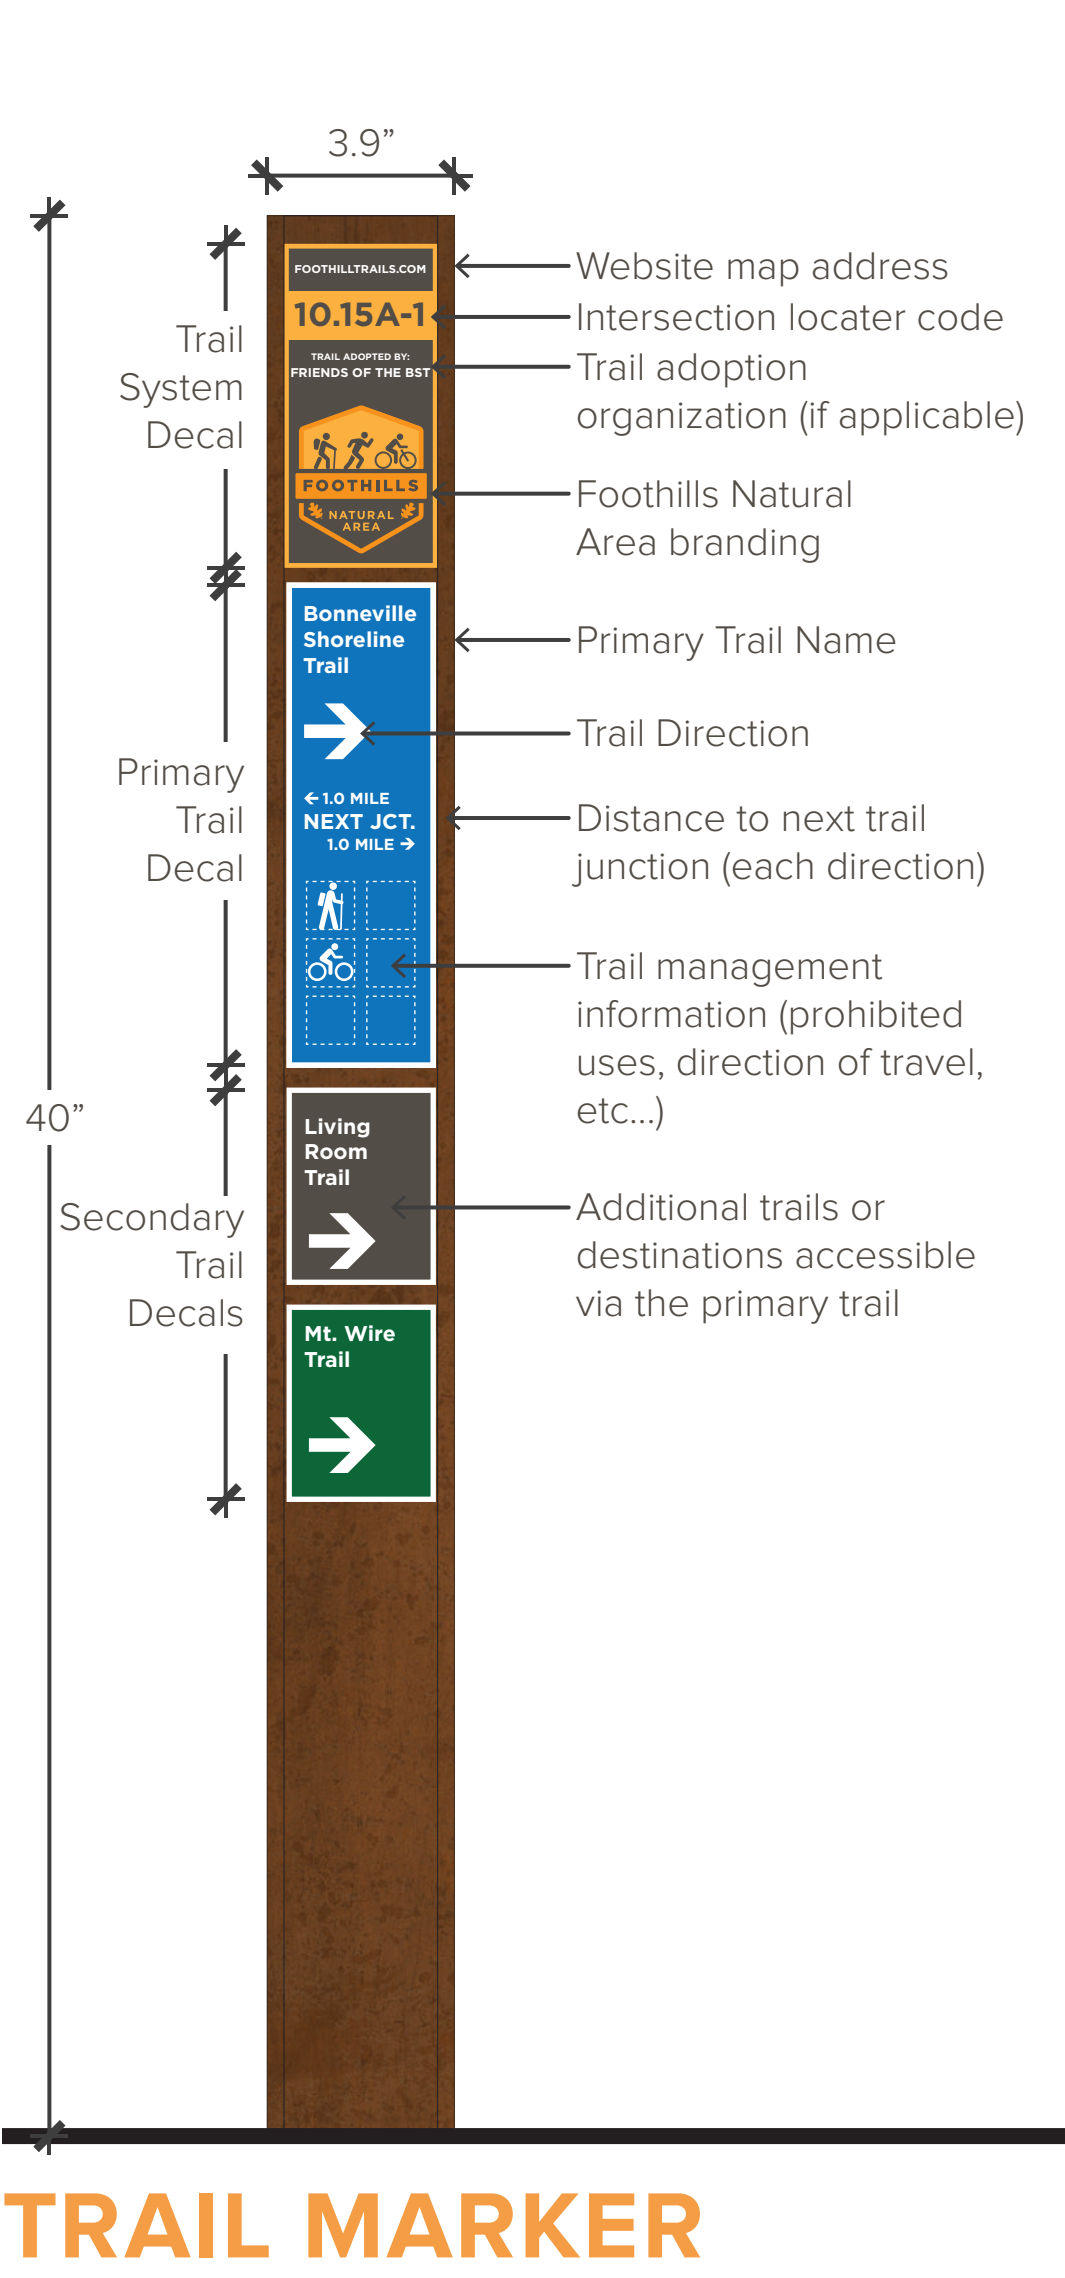 3.9”
FOOTHILLTRAILS.COM
10.15A-1
TRAIL ADOPTED BY:
FRIENDS OF THE BST
FOOTHILLS
NATURAL
AREA
Trail
System
Decal
Website map address
Intersection locater code
Trail adoption
organization (if applicable)
Foothills Natural
Area branding
Bonneville
Shoreline
Trail
← 1.0 MILE
NEXT JCT.
1.0 MILE →
Primary
Trail
Decal
Primary Trail Name
Trail Direction
Distance to next trail
junction (each direction)
Trail management
information (prohibited
uses, direction of travel,
etc...)
40”
Living
Room
Trail
Mt. Wire
Trail
Secondary
Trail
Decals
Additional trails or
destinations accessible
via the primary trail
TRAIL MARKER